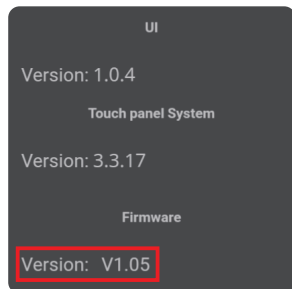 UI
Version: 1.0.4
Touch panel System
Version: 3.3.17
Firmware
Version: V1.05